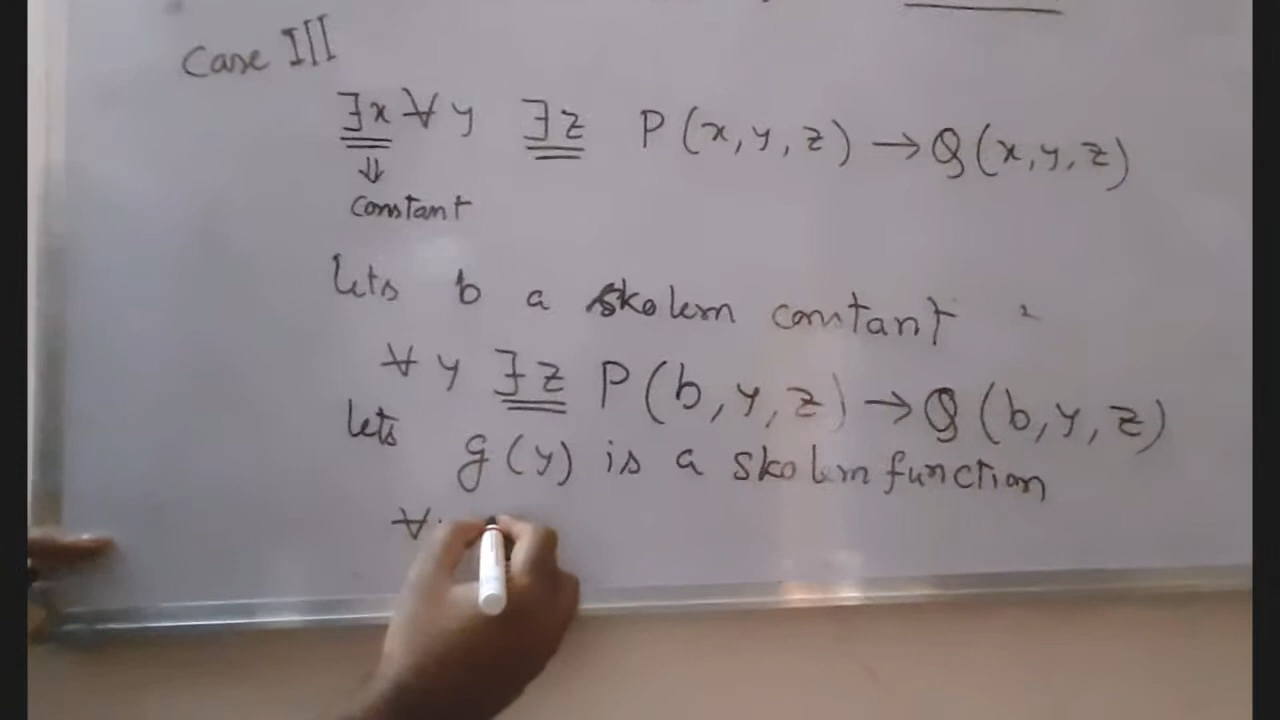 Case III
∃x ∀y ∃z P(x,y,z) → Q(x,y,z)
⇓
Constant
lets b a skolem constant
∀y ∃z P(b,y,z) → Q(b,y,z)
lets g(y) is a skolem function
∀